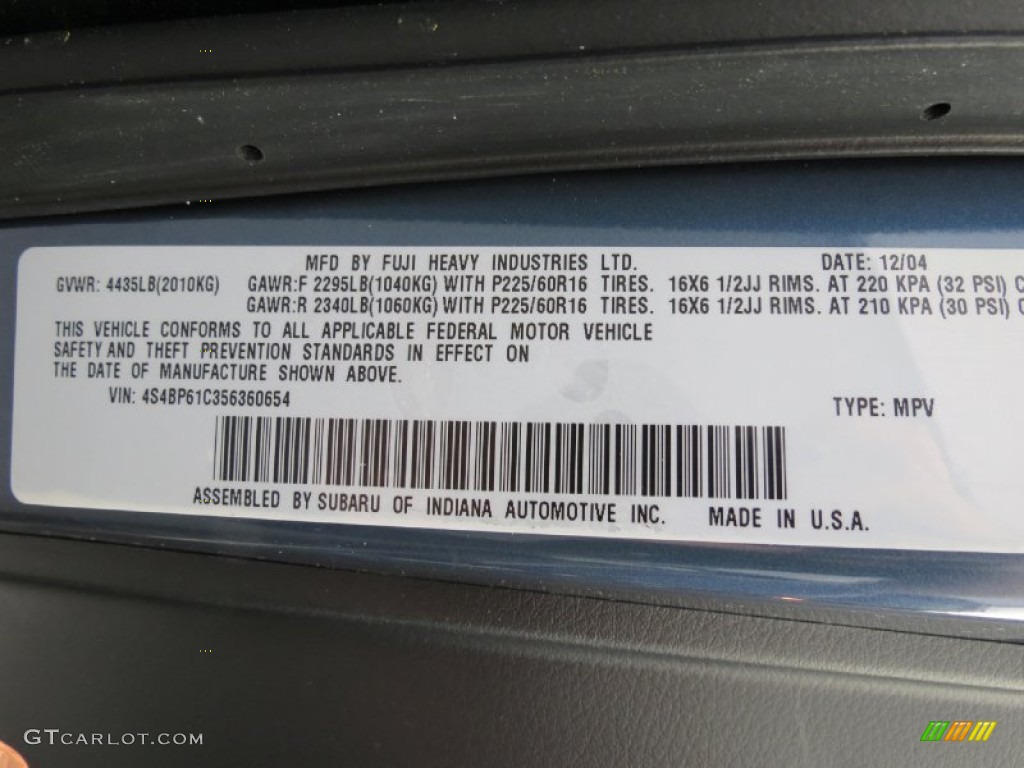 MFD BY FUJI HEAVY INDUSTRIES LTD. DATE: 12/04
GVWR: 4435LB(2010KG) GAWR:F 2295LB(1040KG) WITH P225/60R16 TIRES. 16X6 1/2JJ RIMS. AT 220 KPA (32 PSI) C
GAWR:R 2340LB(1060KG) WITH P225/60R16 TIRES. 16X6 1/2JJ RIMS. AT 210 KPA (30 PSI) C
THIS VEHICLE CONFORMS TO ALL APPLICABLE FEDERAL MOTOR VEHICLE
SAFETY AND THEFT PREVENTION STANDARDS IN EFFECT ON
THE DATE OF MANUFACTURE SHOWN ABOVE.
VIN: 4S4BP61C356360654 TYPE: MPV
ASSEMBLED BY SUBARU OF INDIANA AUTOMOTIVE INC. MADE IN U.S.A.
GTCARLOT.COM